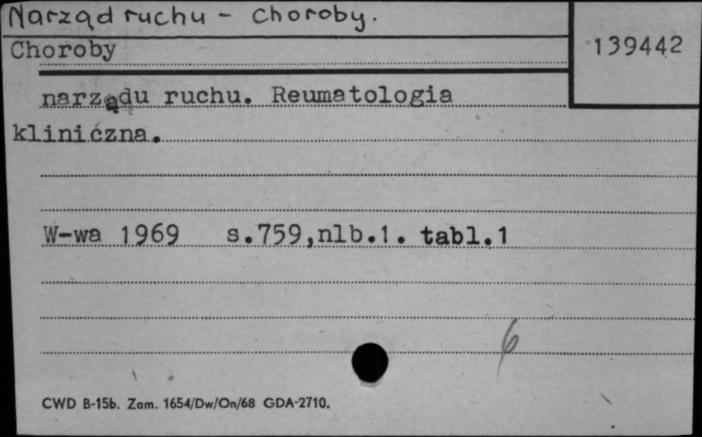 Narząd ruchu - choroby.
Choroby
139442
narządu ruchu. Reumatologia
kliniczna.
W-wa 1969 s.759,nlb.1. tabl.1
6
CWD B-15b. Zam. 1654/Dw/On/68 GDA-2710.